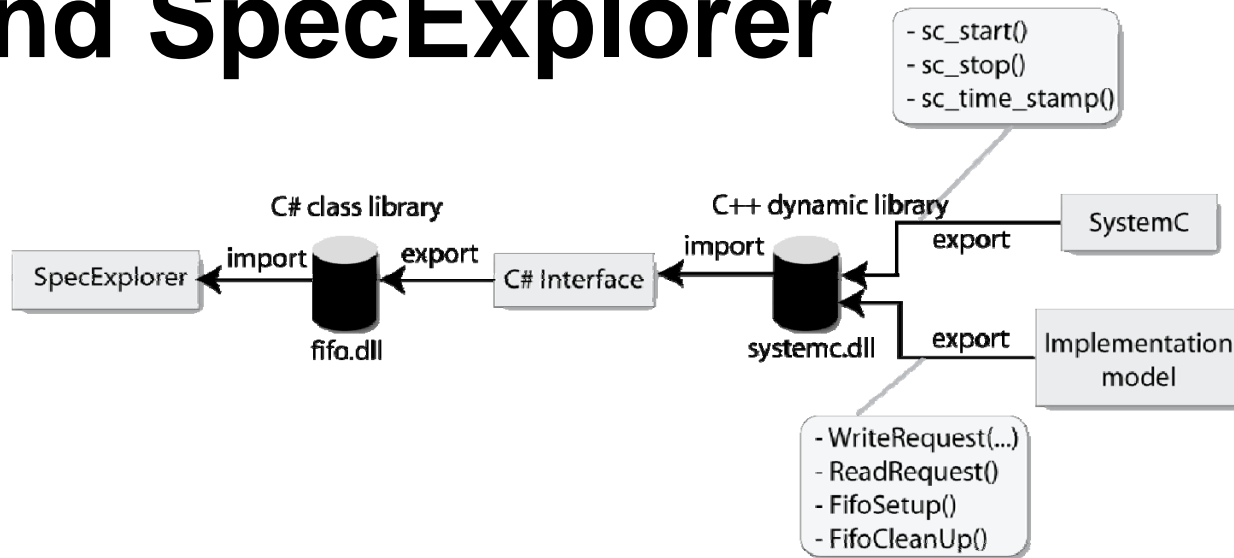 nd SpecExplorer
- sc_start()
- sc_stop()
- sc_time_stamp()
C# class library
C++ dynamic library
SystemC
export
import
export
import
SpecExplorer
C# Interface
fifo.dll
systemc.dll
export
Implementation
model
- WriteRequest(...)
- ReadRequest()
- FifoSetup()
- FifoCleanUp()